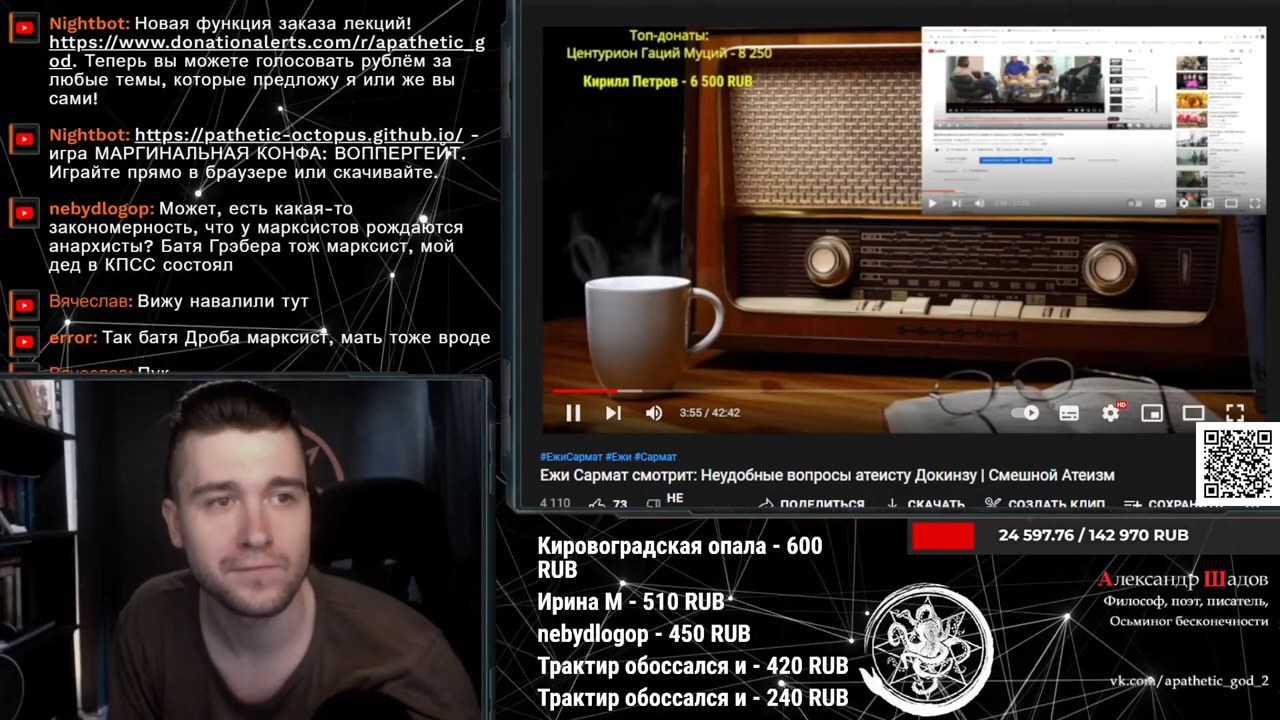 Nightbot: Новая функция заказа лекций!
https://www.donationalerts.com/r/apathetic_g
od. Теперь вы можете голосовать рублём за
любые темы, которые предложу я или же вы
сами!
Nightbot: https://pathetic-octopus.github.io/ -
игра МАРГИНАЛЬНАЯ КОНФА: ВОППЕРГЕЙТ.
Играйте прямо в браузере или скачивайте.
nebydlogop: Может, есть какая-то
закономерность, что у марксистов рождаются
анархисты? Батя Грэбера тож марксист, мой
дед в КПСС состоял
Вячеслав: Вижу навалили тут
error: Так батя Дроба марксист, мать тоже вроде
Вячеслав: Пук
Топ-донаты:
Центурион Гаций Муций - 8 250
Кирилл Петров - 6 500 RUB
3:55 / 42:42
HD
#ЕжиСармат #Ежи #Сармат
Ежи Сармат смотрит: Неудобные вопросы атеисту Докинзу | Смешной Атеизм
4 110
73
НЕ
ПОДЕЛИТЬСЯ
СКАЧАТЬ
СОЗДАТЬ КЛИП
24 597.76 / 142 970 RUB
Кировоградская опала - 600
RUB
Ирина М - 510 RUB
nebydlogop - 450 RUB
Трактир обоссался и - 420 RUB
Трактир обоссался и - 240 RUB
Александр Шадов
Философ, поэт, писатель,
Осьминог бесконечности
vk.com/apathetic_god_2